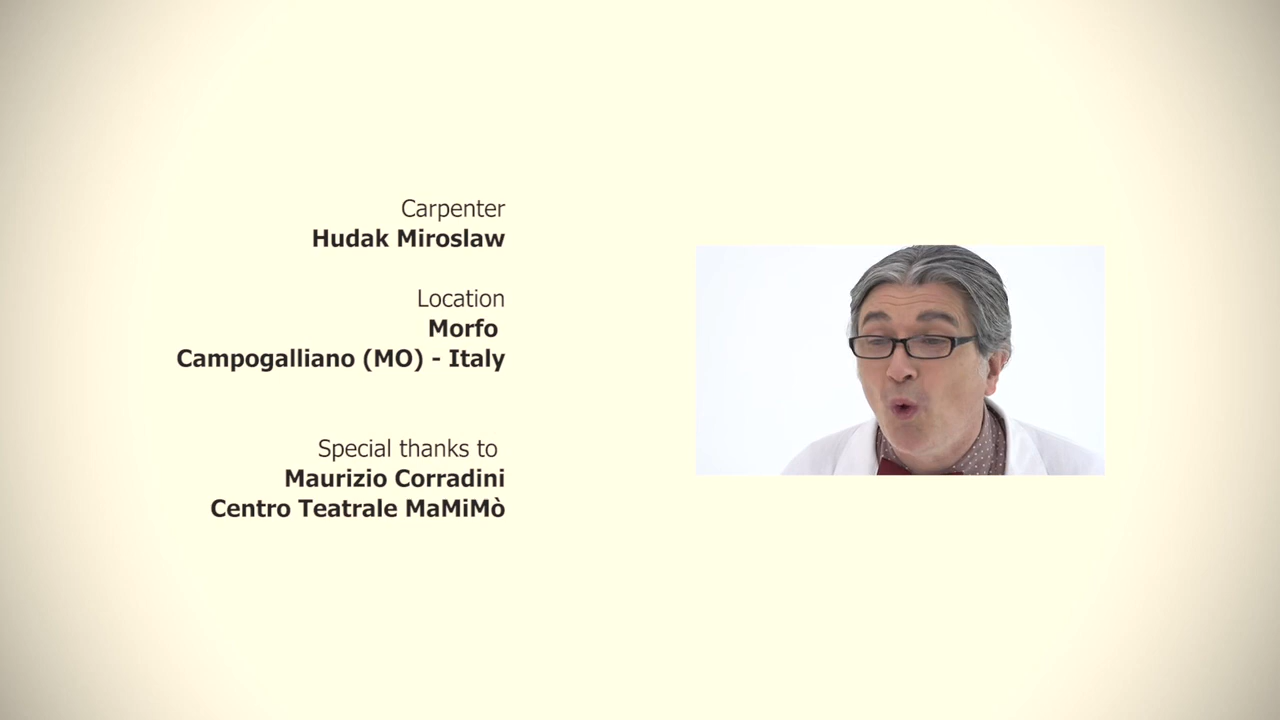 Carpenter
Hudak Miroslaw
Location
Morfo
Campogalliano (MO) - Italy
Special thanks to
Maurizio Corradini
Centro Teatrale MaMiMò